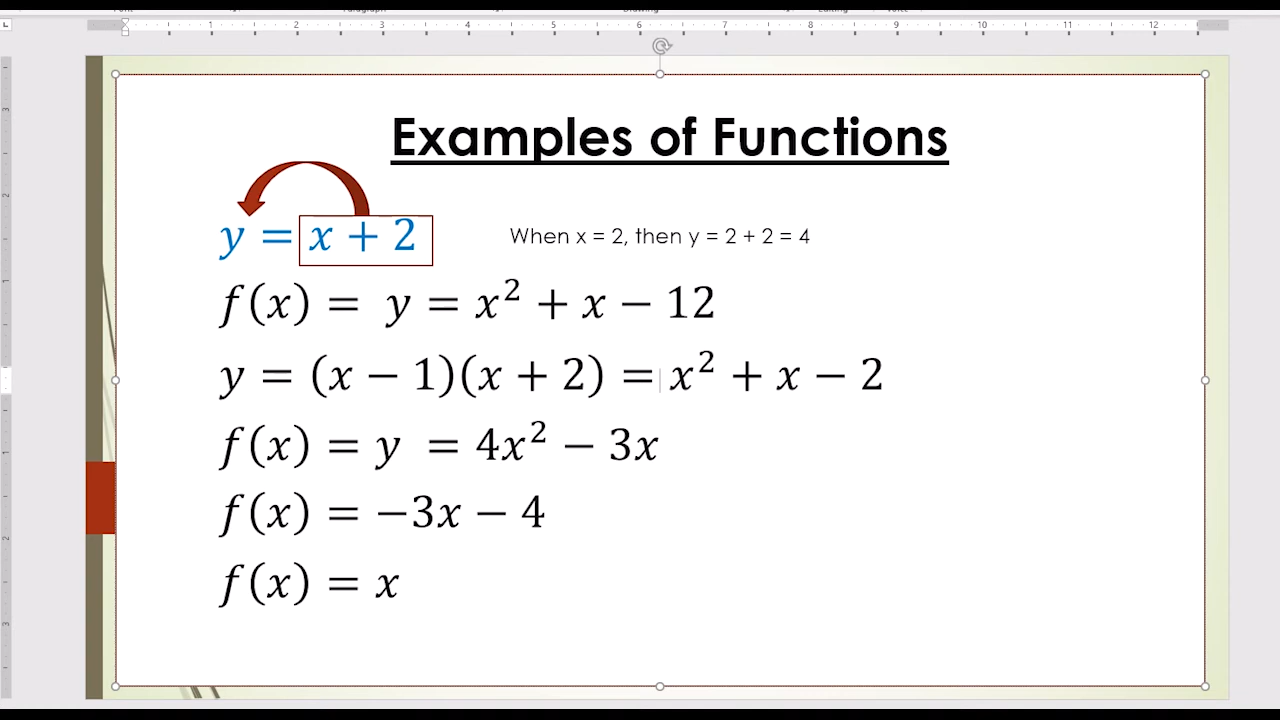 Examples of Functions
y = x + 2
When x = 2, then y = 2 + 2 = 4
f(x) = y = x² + x − 12
y = (x − 1)(x + 2) = x² + x − 2
f(x) = y = 4x² − 3x
f(x) = −3x − 4
f(x) = x